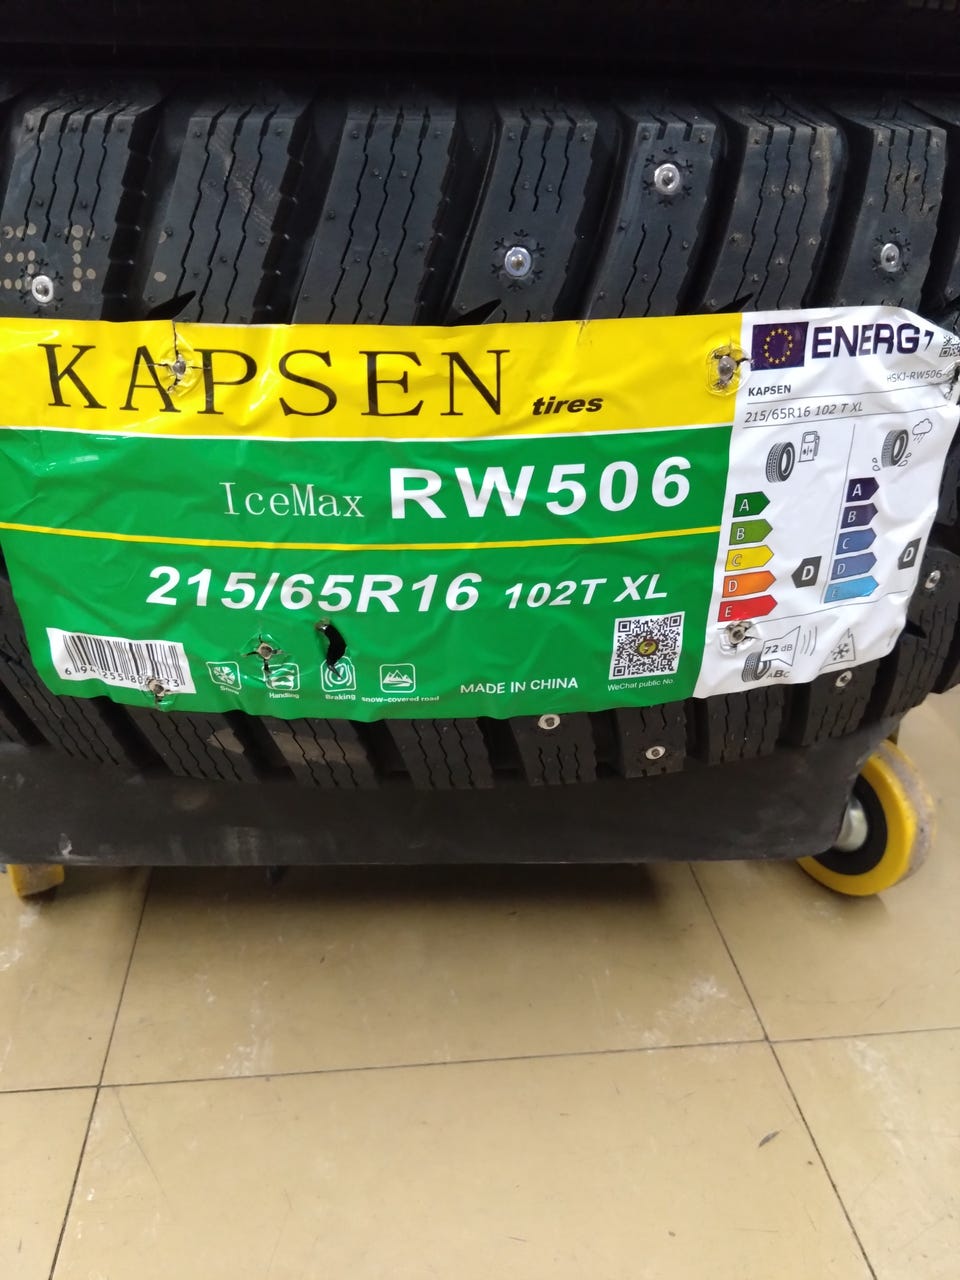 KAPSEN tires
IceMax RW506
215/65R16 102T XL
Snow
Handling
Braking
snow-covered road
MADE IN CHINA
WeChat public No.
ENERG
KAPSEN
215/65R16 102 T XL
A
B
C
D
E
D
A
B
C
D
E
D
72 dB
ABC